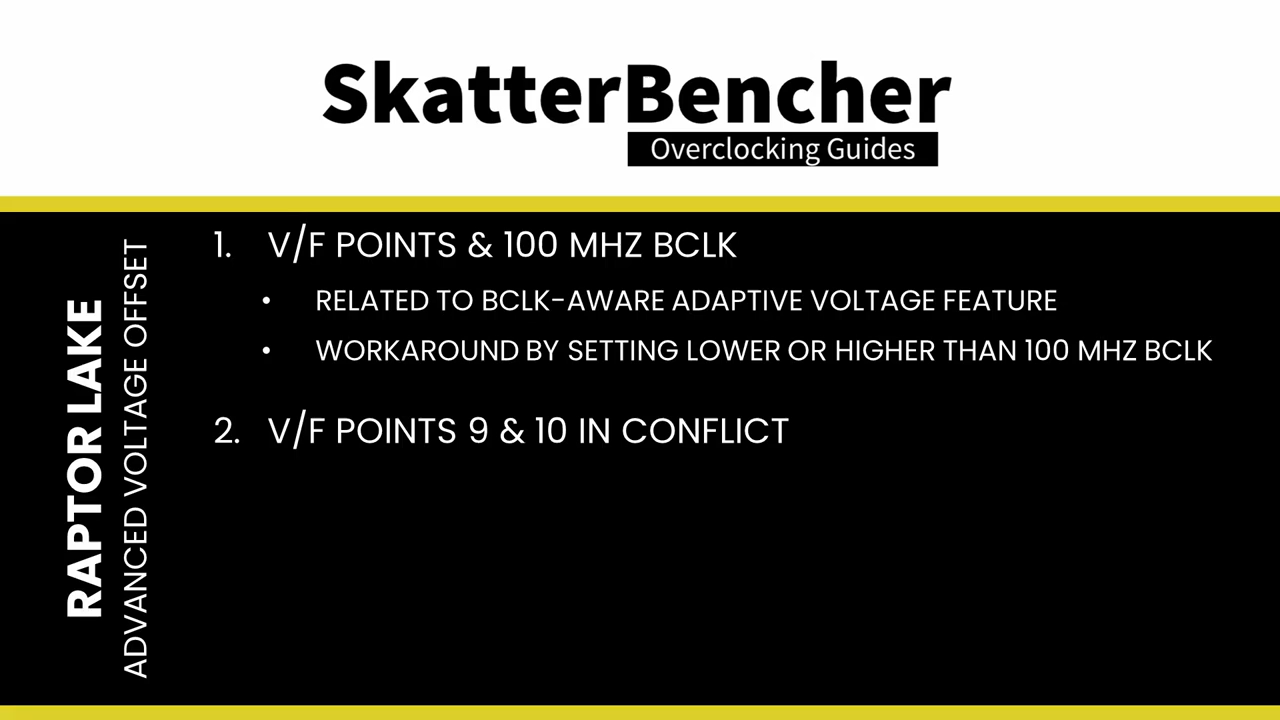 SkatterBencher
Overclocking Guides
RAPTOR LAKE
ADVANCED VOLTAGE OFFSET
1. V/F POINTS & 100 MHZ BCLK
• RELATED TO BCLK-AWARE ADAPTIVE VOLTAGE FEATURE
• WORKAROUND BY SETTING LOWER OR HIGHER THAN 100 MHZ BCLK
2. V/F POINTS 9 & 10 IN CONFLICT